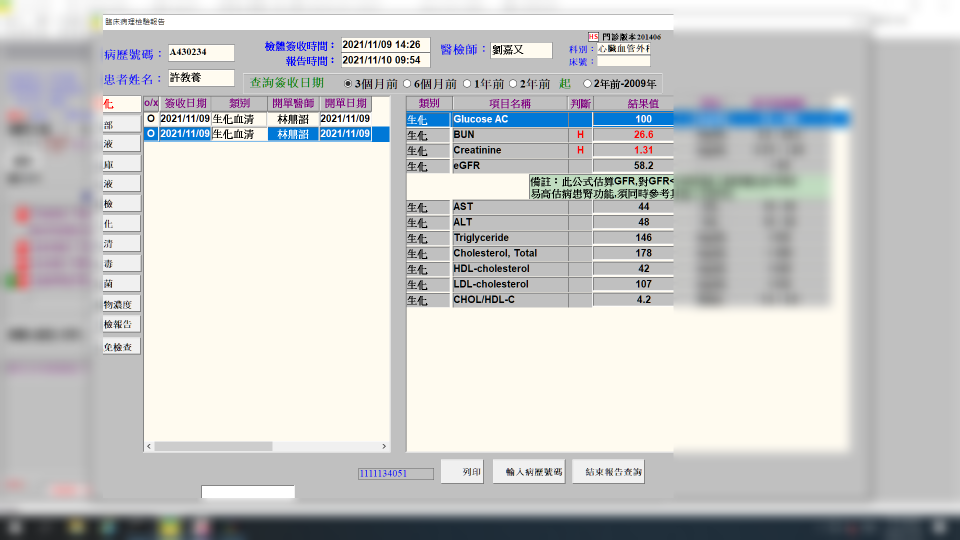 臨床病理檢驗報告
HS 門診版本201406
病歷號碼： A430234 檢體簽收時間： 2021/11/09 14:26 醫檢師： 劉嘉又 科別： 心臟血管外科
報告時間： 2021/11/10 09:54 床號：
患者姓名： 許教養
查詢簽收日期 3個月前 6個月前 1年前 2年前 起 2年前-2009年
化
部
液
庫
液
檢
化
清
毒
菌
物濃度
檢報告
免檢查
o/x 簽收日期 類別 開單醫師 開單日期
O 2021/11/09 生化血清 2021/11/09
O 2021/11/09 生化血清 2021/11/09
類別 項目名稱 判斷 結果值
生化 Glucose AC 100
生化 BUN H 26.6
生化 Creatinine H 1.31
生化 eGFR 58.2
備註：此公式估算GFR,對GFR<
易高估病患腎功能,須同時參考
生化 AST 44
生化 ALT 48
生化 Triglyceride 146
生化 Cholesterol, Total 178
生化 HDL-cholesterol 42
生化 LDL-cholesterol 107
生化 CHOL/HDL-C 4.2
1111134051 列印 輸入病歷號碼 結束報告查詢